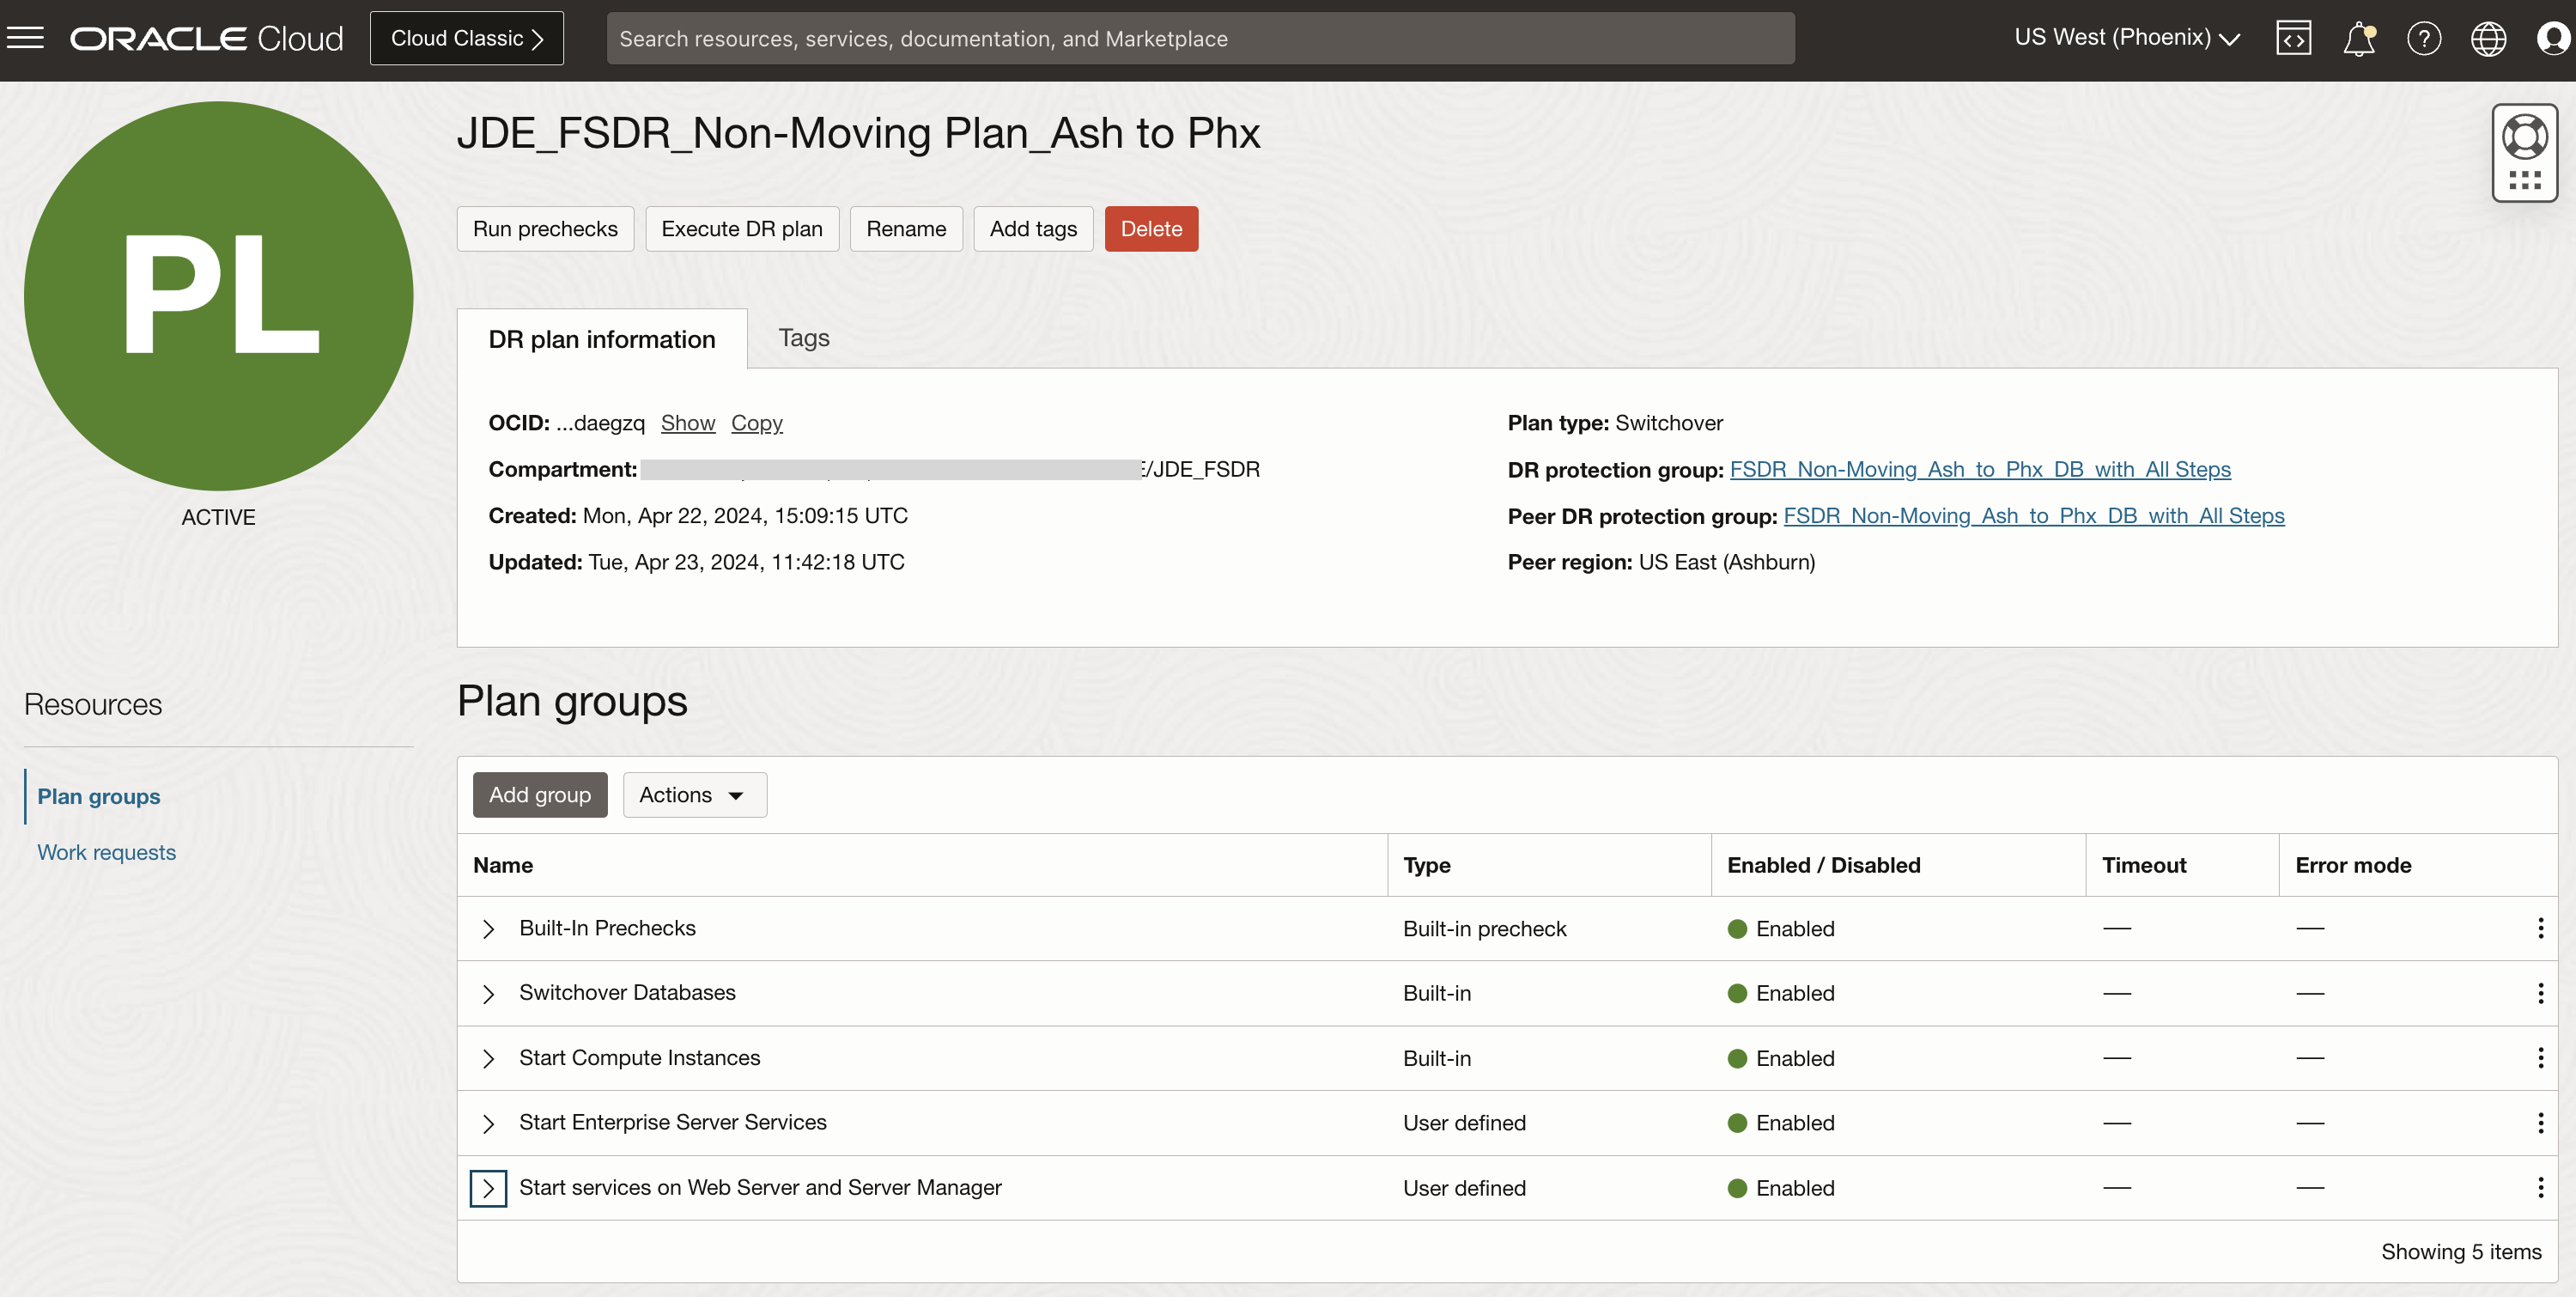 ORACLE Cloud Cloud Classic Search resources, services, documentation, and Marketplace US West (Phoenix)
PL
ACTIVE
JDE_FSDR_Non-Moving Plan_Ash to Phx
Run prechecks Execute DR plan Rename Add tags Delete
DR plan information Tags
OCID: ...daegzq Show Copy
Compartment: /JDE_FSDR
Created: Mon, Apr 22, 2024, 15:09:15 UTC
Updated: Tue, Apr 23, 2024, 11:42:18 UTC
Plan type: Switchover
DR protection group: FSDR_Non-Moving_Ash_to_Phx_DB_with_All Steps
Peer DR protection group: FSDR_Non-Moving_Ash_to_Phx_DB_with_All Steps
Peer region: US East (Ashburn)
Resources
Plan groups
Work requests
Plan groups
Add group Actions
Name Type Enabled / Disabled Timeout Error mode
Built-In Prechecks Built-in precheck Enabled — —
Switchover Databases Built-in Enabled — —
Start Compute Instances Built-in Enabled — —
Start Enterprise Server Services User defined Enabled — —
Start services on Web Server and Server Manager User defined Enabled — —
Showing 5 items